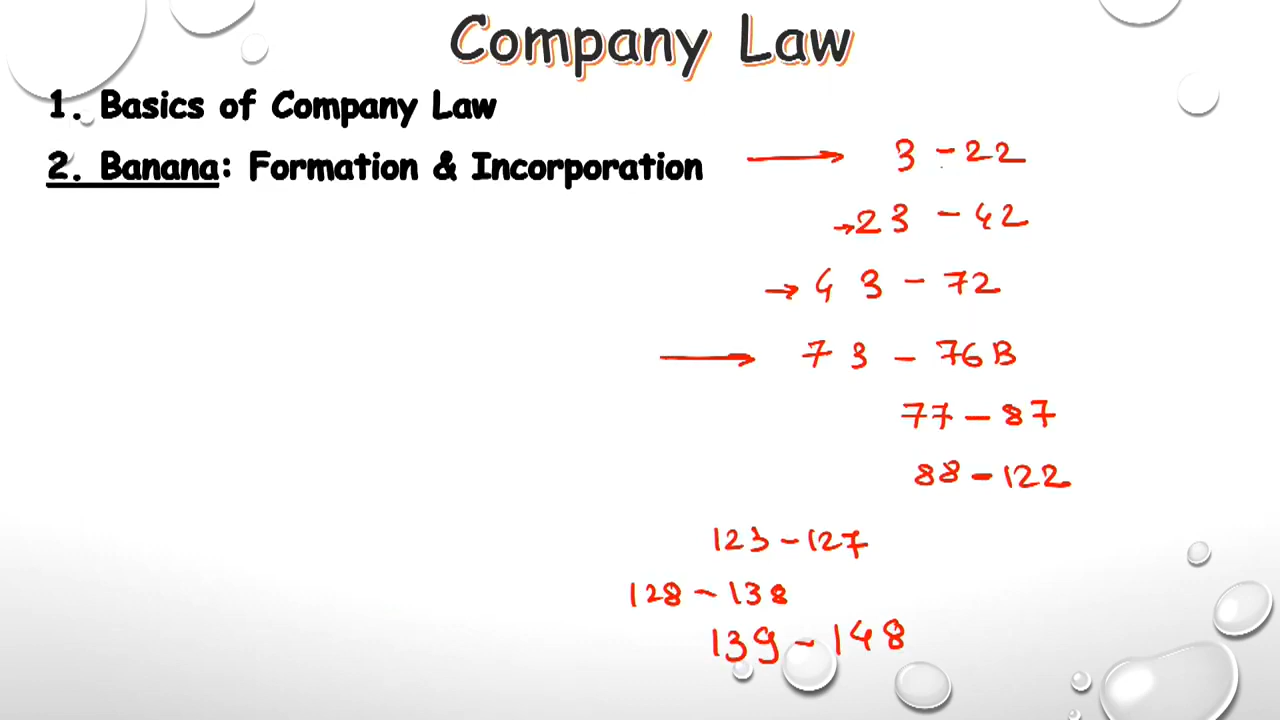 Company Law
1. Basics of Company Law
2. Banana: Formation & Incorporation → 3 - 22
→ 23 - 42
→ 43 - 72
→ 73 - 76B
77 - 87
88 - 122
123 - 127
128 - 138
139 - 148